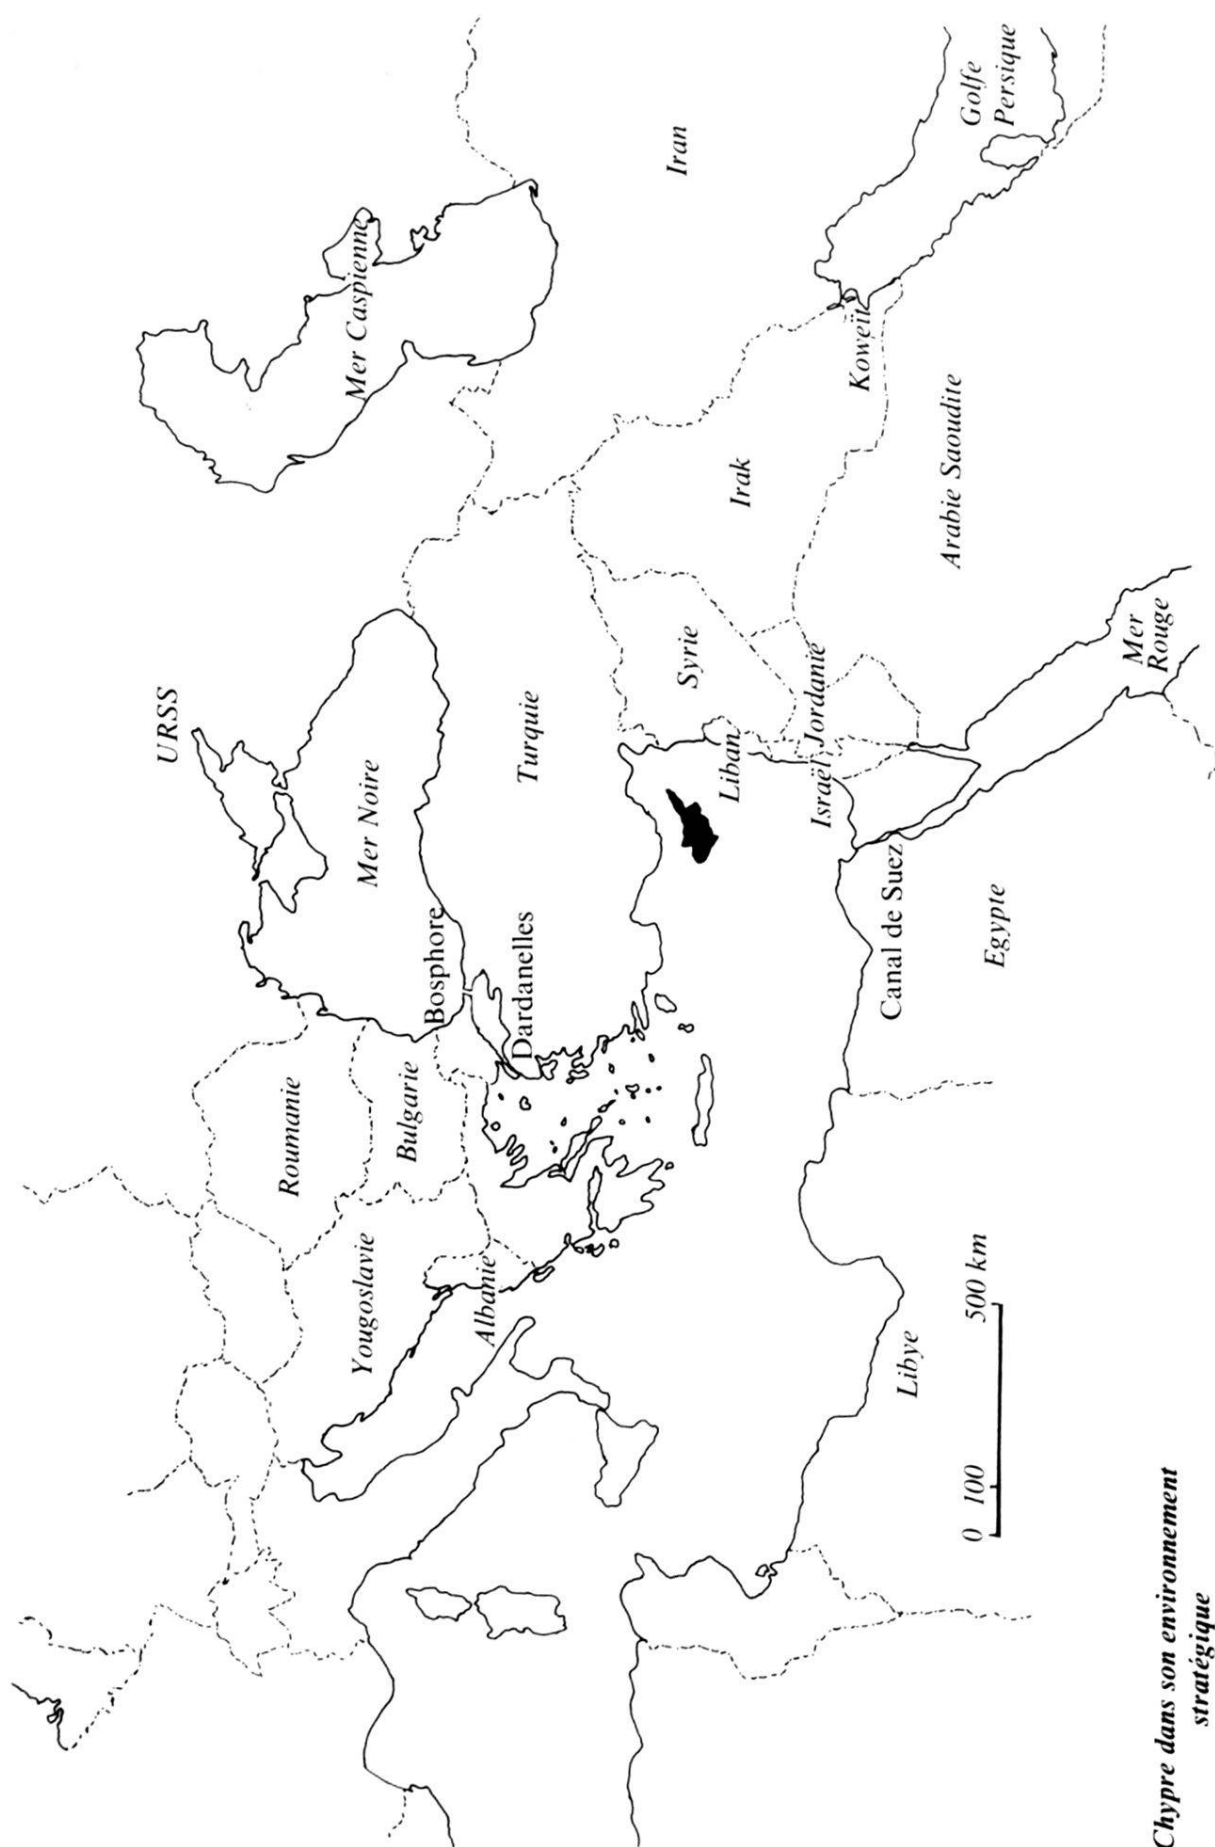 URSS
Mer Caspienne
Mer Noire
Roumanie
Bulgarie
Bosphore
Yougoslavie
Albanie
Dardanelles
Turquie
Iran
Syrie
Irak
Liban
Israël
Jordanie
Koweït
Golfe
Persique
Arabie Saoudite
Canal de Suez
Libye
Egypte
Mer
Rouge
0 100 500 km
Chypre dans son environnement
stratégique